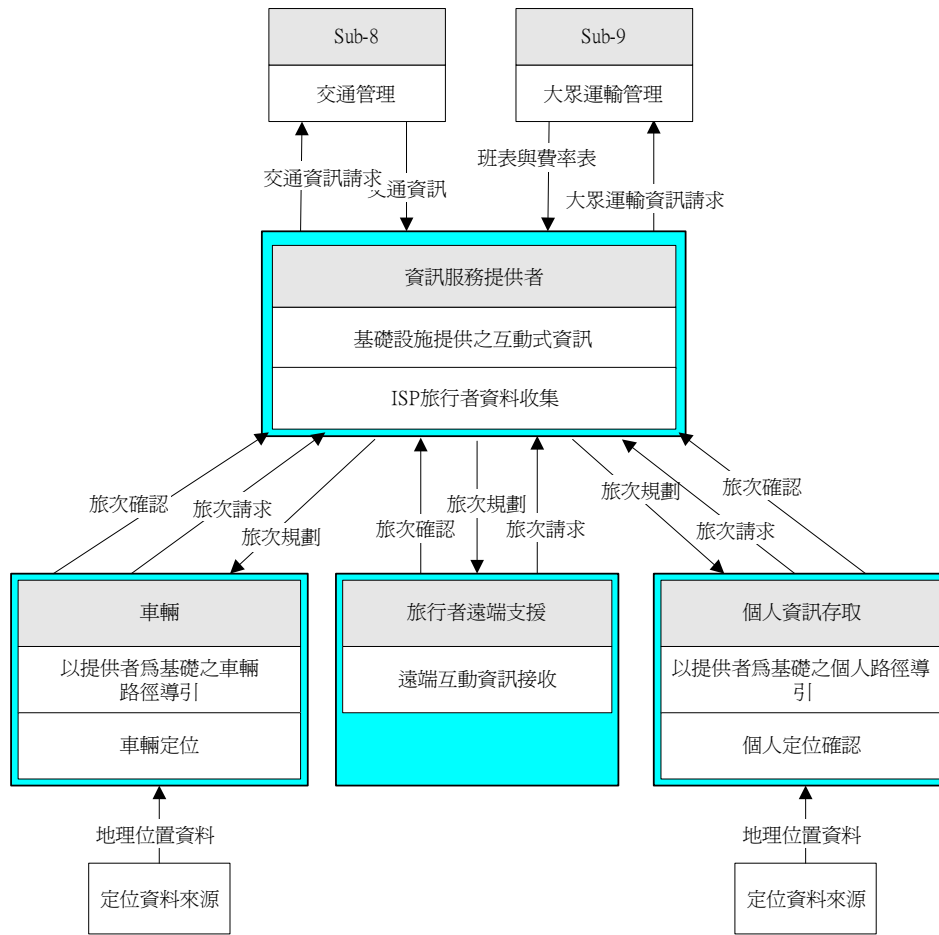 Sub-8
Sub-9
交通管理
大眾運輸管理
班表與費率表
交通資訊請求
交通資訊
大眾運輸資訊請求
資訊服務提供者
基礎設施提供之互動式資訊
ISP旅行者資料收集
旅次確認
旅次請求
旅次規劃
旅次確認
旅次規劃
旅次請求
旅次規劃
旅次請求
旅次確認
車輛
以提供者爲基礎之車輛
路徑導引
車輛定位
旅行者遠端支援
遠端互動資訊接收
個人資訊存取
以提供者爲基礎之個人路徑導
引
個人定位確認
地理位置資料
地理位置資料
定位資料來源
定位資料來源